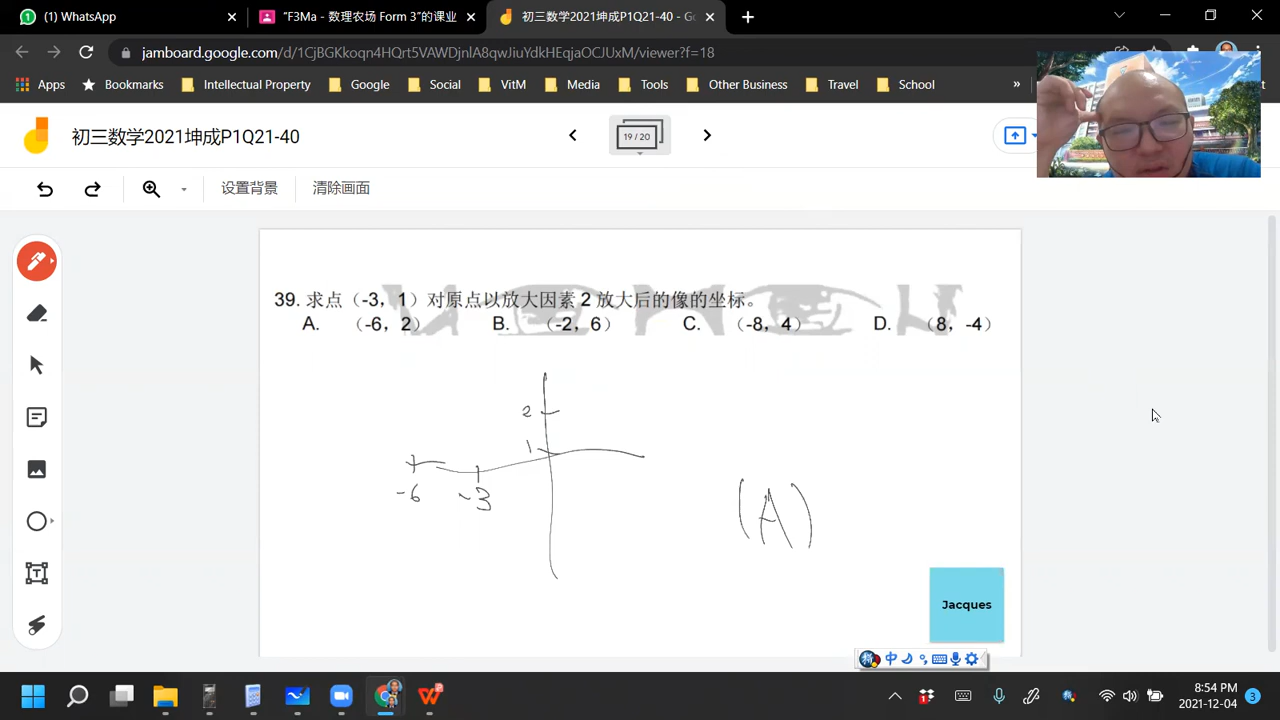 (1) WhatsApp
"F3Ma - 数理农场 Form 3"的课业
初三数学2021坤成P1Q21-40 - Go
jamboard.google.com/d/1CjBGKkoqn4HQrt5VAWDjnlA8qwJiuYdkHEqjaOCJUxM/viewer?f=18
Apps
Bookmarks
Intellectual Property
Google
Social
VitM
Media
Tools
Other Business
Travel
School
»
初三数学2021坤成P1Q21-40
19 / 20
设置背景
清除画面
39. 求点（-3，1）对原点以放大因素 2 放大后的像的坐标。
A. （-6，2） B. （-2，6） C. （-8，4） D. （8，-4）
2
1
-6 -3
(A)
Jacques
中
8:54 PM
2021-12-04
3